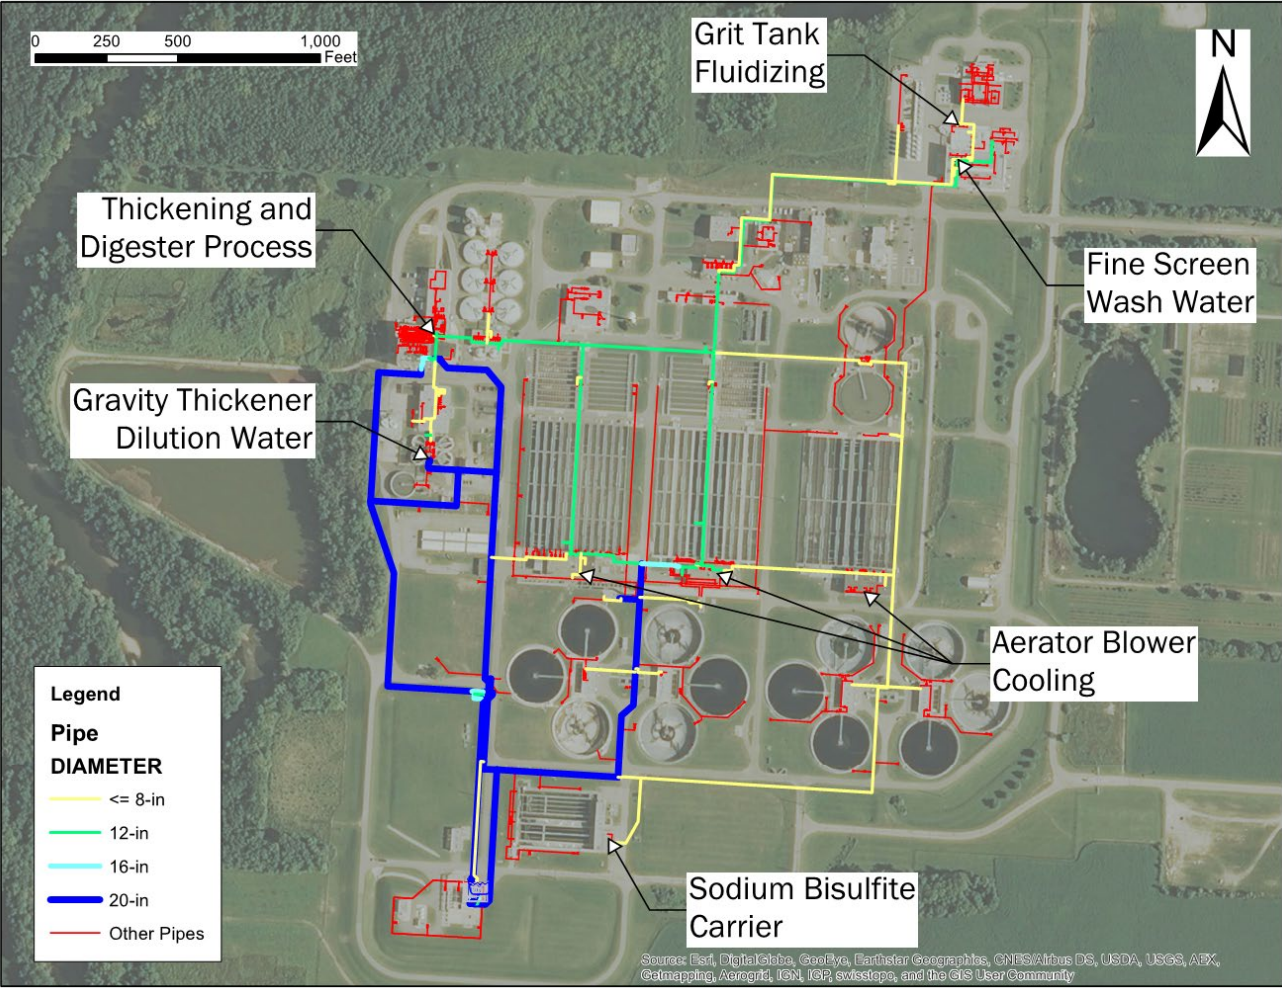 0 250 500 1,000
Feet
Grit Tank
Fluidizing
N
Thickening and
Digester Process
Fine Screen
Wash Water
Gravity Thickener
Dilution Water
Aerator Blower
Cooling
Legend
Pipe
DIAMETER
<= 8-in
12-in
16-in
20-in
Other Pipes
Sodium Bisulfite
Carrier
Source: Esri, DigitalGlobe, GeoEye, Earthstar Geographics, CNES/Airbus DS, USDA, USGS, AEX,
Getmapping, Aerogrid, IGN, IGP, swisstopo, and the GIS User Community